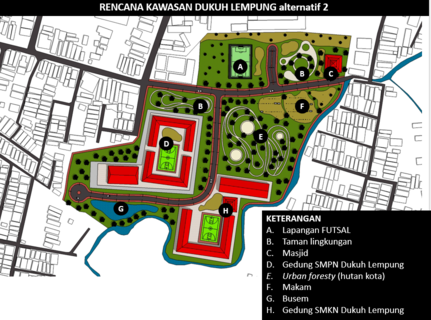 RENCANA KAWASAN DUKUH LEMPUNG alternatif 2
A
B
C
B
F
E
D
G
H
KETERANGAN
A. Lapangan FUTSAL
B. Taman lingkungan
C. Masjid
D. Gedung SMPN Dukuh Lempung
E. Urban foresty (hutan kota)
F. Makam
G. Busem
H. Gedung SMKN Dukuh Lempung